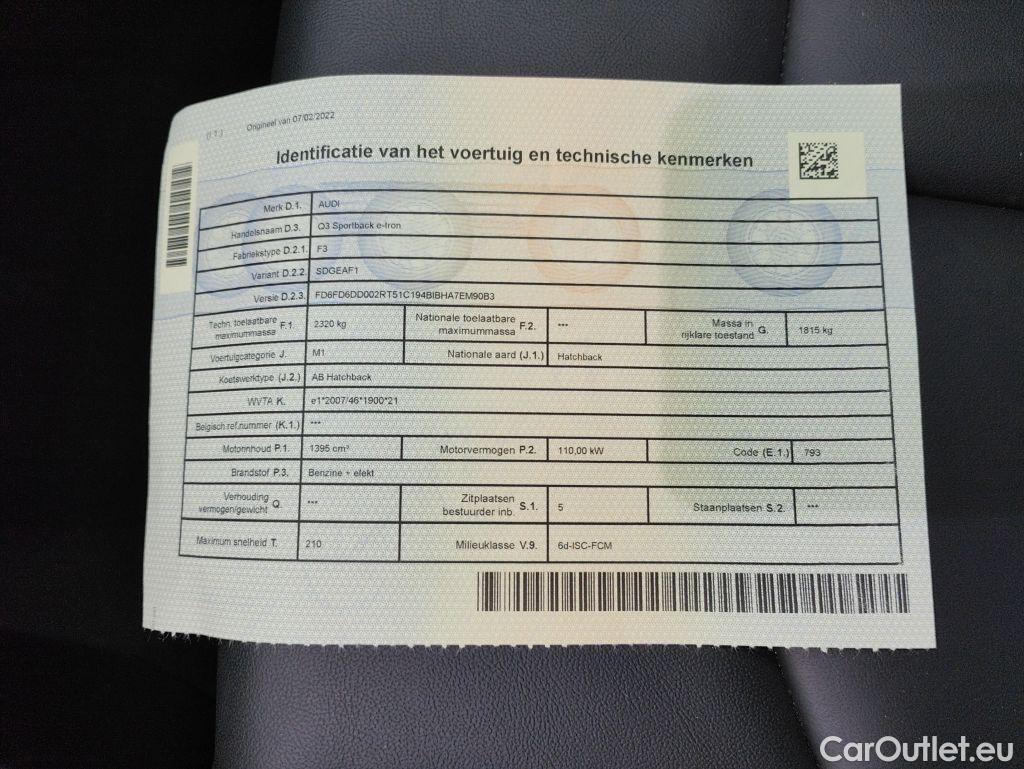 (I.T.) Origineel van 07/02/2022
Identificatie van het voertuig en technische kenmerken
Merk D.1. AUDI
Handelsnaam D.3. Q3 Sportback e-tron
Fabriekstype D.2.1. F3
Variant D.2.2. SDGEAF1
Versie D.2.3. FD6FD6DD002RT51C194BIBHA7EM90B3
Techn. toelaatbare maximummassa F.1. 2320 kg Nationale toelaatbare maximummassa F.2. *** Massa in rijklare toestand G. 1815 kg
Voertuigcategorie J. M1 Nationale aard (J.1.) Hatchback
Koetswerktype (J.2.) AB Hatchback
WVTA K. e1*2007/46*1900*21
Belgisch ref.nummer (K.1.) ***
Motorinhoud P.1. 1395 cm³ Motorvermogen P.2. 110,00 kW Code (E.1.) 793
Brandstof P.3. Benzine + elekt
Verhouding vermogen/gewicht Q. *** Zitplaatsen bestuurder inb. S.1. 5 Staanplaatsen S.2. ***
Maximum snelheid T. 210 Milieuklasse V.9. 6d-ISC-FCM
CarOutlet.eu